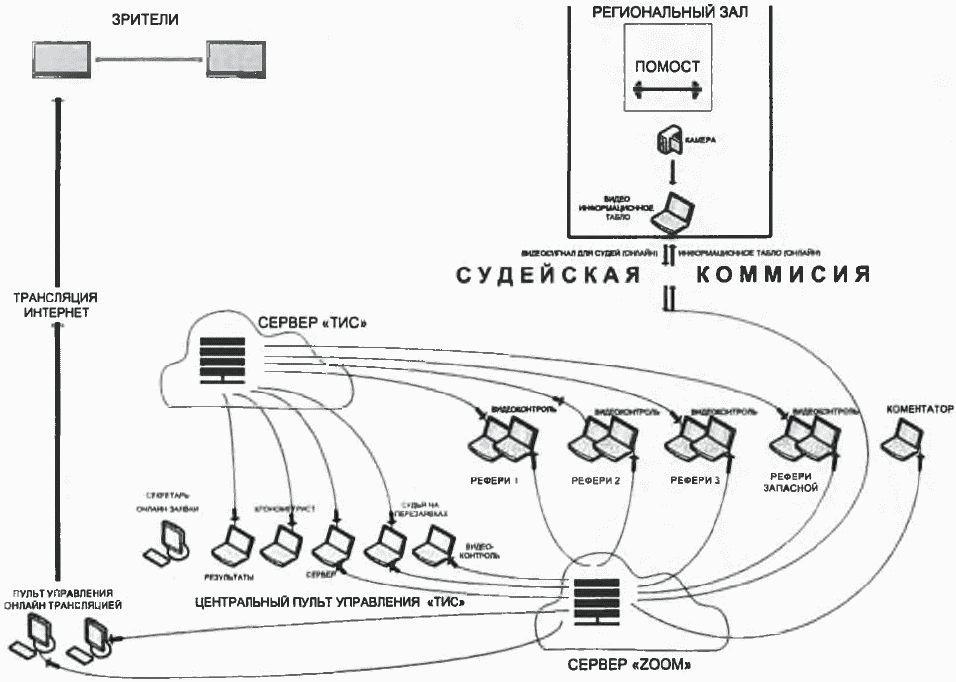 ЗРИТЕЛИ
РЕГИОНАЛЬНЫЙ ЗАЛ
ПОМОСТ
КАМЕРА
ВИДЕО
ИНФОРМАЦИОННОЕ
ТАБЛО
ВИДЕОСИГНАЛ ДЛЯ СУДЕЙ (ОНЛАЙН)
ИНФОРМАЦИОННОЕ ТАБЛО (ОНЛАЙН)
СУДЕЙСКАЯ КОММИСИЯ
ТРАНСЛЯЦИЯ
ИНТЕРНЕТ
СЕРВЕР «ТИС»
ВИДЕОКОНТРОЛЬ
ВИДЕОКОНТРОЛЬ
ВИДЕОКОНТРОЛЬ
ВИДЕОКОНТРОЛЬ
КОМЕНТАТОР
РЕФЕРИ 1
РЕФЕРИ 2
РЕФЕРИ 3
РЕФЕРИ
ЗАПАСНОЙ
СЕКРЕТАРЬ
ОНЛАЙН ЗАЯВКИ
ХРОНОМЕТРИСТ
СУДЬЯ НА
ПЕРЕЗАЯВКАХ
ВИДЕО-
КОНТРОЛЬ
РЕЗУЛЬТАТЫ
СЕРВЕР
ПУЛЬТ УПРАВЛЕНИЯ
ОНЛАЙН ТРАНСЛЯЦИЕЙ
ЦЕНТРАЛЬНЫЙ ПУЛЬТ УПРАВЛЕНИЯ «ТИС»
СЕРВЕР «ZOOM»